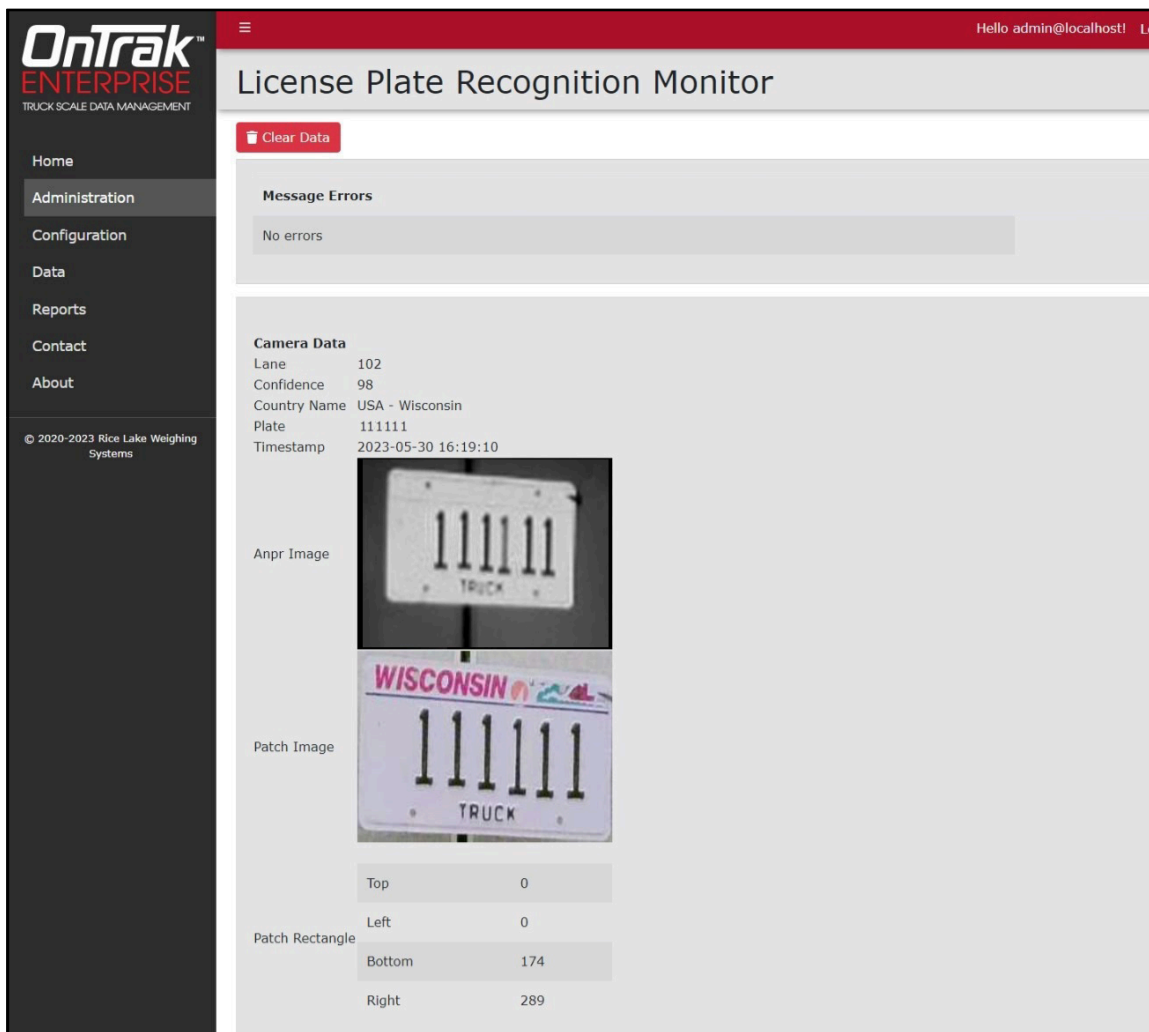 OnTrak™
ENTERPRISE
TRUCK SCALE DATA MANAGEMENT
Home
Administration
Configuration
Data
Reports
Contact
About
© 2020-2023 Rice Lake Weighing
Systems
Hello admin@localhost!
License Plate Recognition Monitor
Clear Data
Message Errors
No errors
Camera Data
Lane 102
Confidence 98
Country Name USA - Wisconsin
Plate 111111
Timestamp 2023-05-30 16:19:10
Anpr Image
111111
TRUCK
Patch Image
WISCONSIN
111111
TRUCK
Patch Rectangle
Top 0
Left 0
Bottom 174
Right 289